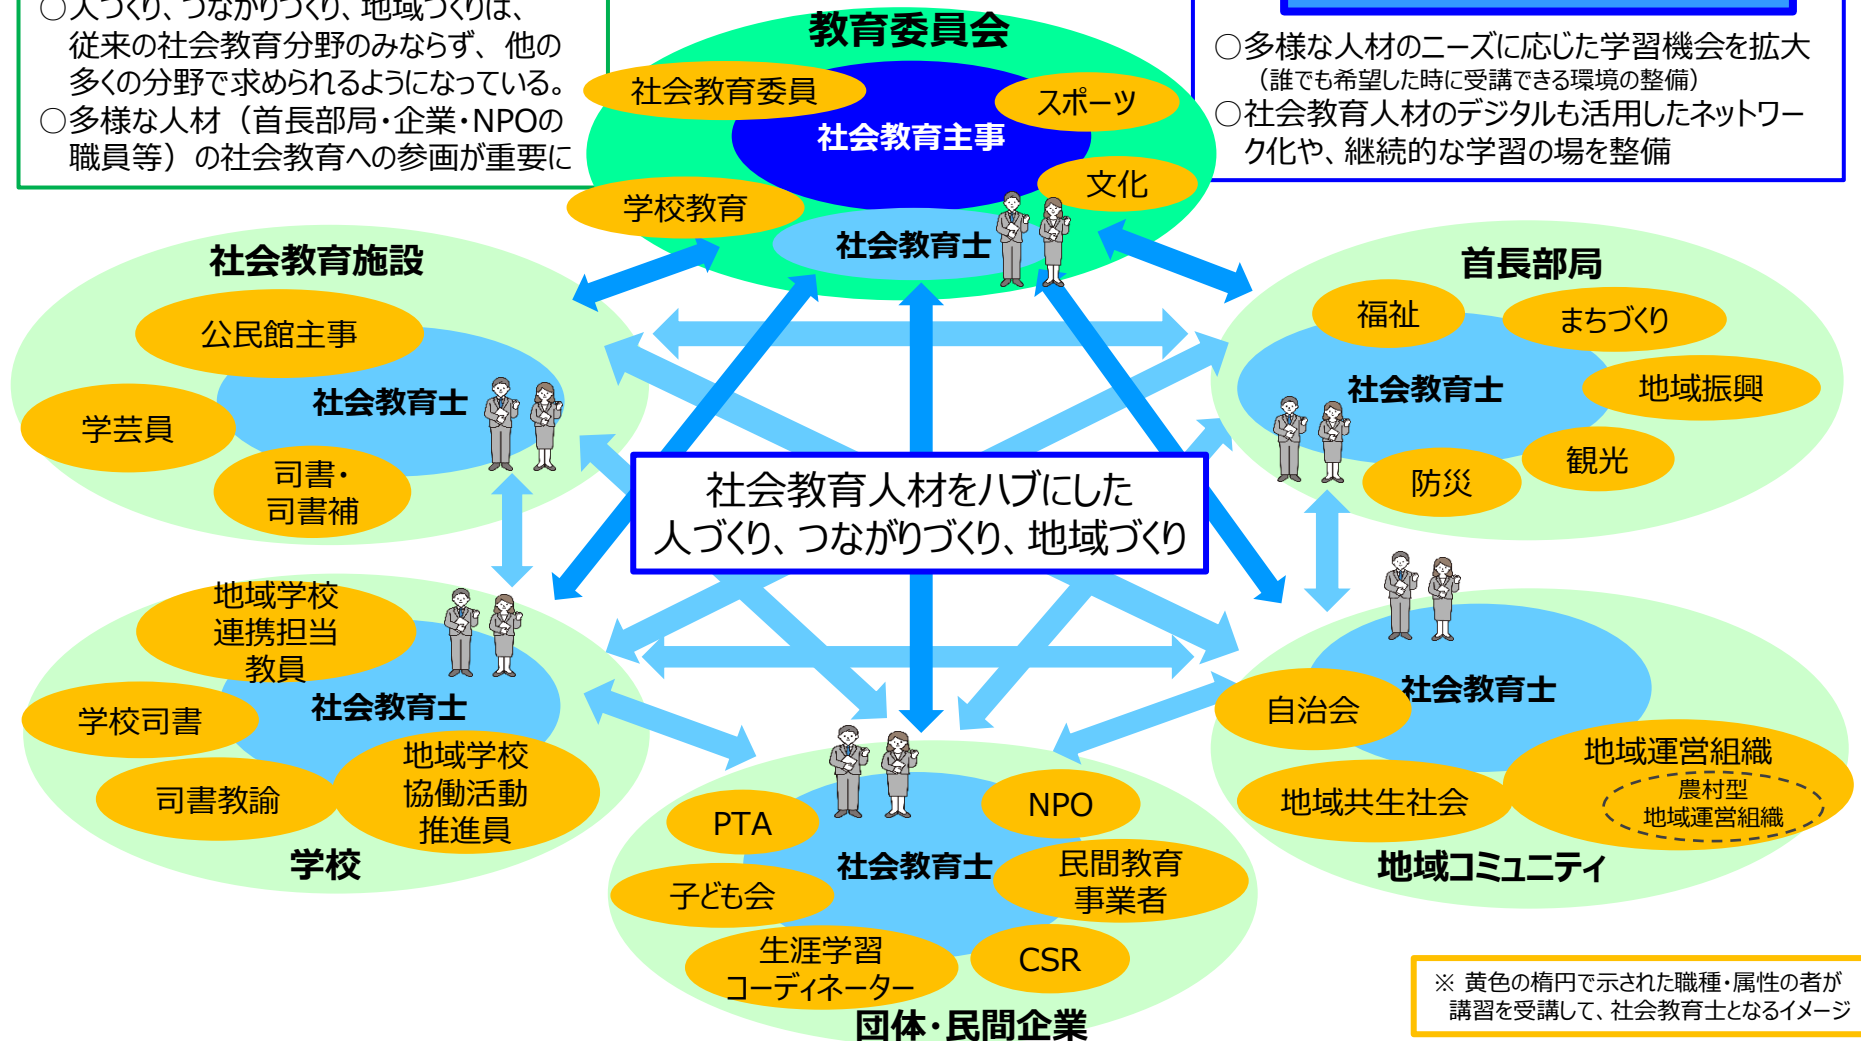 ○人づくり、つながりづくり、地域づくりは、
従来の社会教育分野のみならず、他の
多くの分野で求められるようになっている。
○多様な人材（首長部局・企業・NPOの
職員等）の社会教育への参画が重要に
教育委員会
社会教育委員
スポーツ
社会教育主事
文化
学校教育
社会教育士
○多様な人材のニーズに応じた学習機会を拡大
（誰でも希望した時に受講できる環境の整備）
○社会教育人材のデジタルも活用したネットワー
ク化や、継続的な学習の場を整備
社会教育施設
公民館主事
社会教育士
学芸員
司書・
司書補
首長部局
福祉
まちづくり
社会教育士
地域振興
観光
防災
社会教育人材をハブにした
人づくり、つながりづくり、地域づくり
地域学校
連携担当
教員
社会教育士
学校司書
地域学校
協働活動
推進員
司書教諭
学校
PTA
NPO
社会教育士
民間教育
事業者
子ども会
生涯学習
コーディネーター
CSR
団体・民間企業
社会教育士
自治会
地域運営組織
農村型
地域運営組織
地域共生社会
地域コミュニティ
※ 黄色の楕円で示された職種・属性の者が
講習を受講して、社会教育士となるイメージ